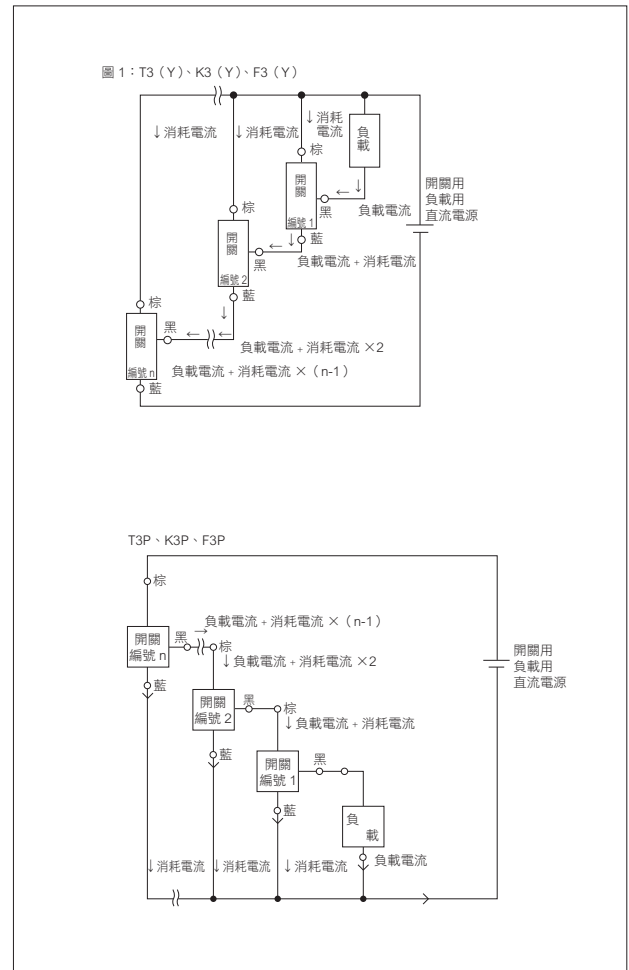 圖 1：T3（Y）、K3（Y）、F3（Y）
↓消耗電流
↓消耗電流
↓消耗
電流
負
載
棕
開
關
編號 1
↓
←
黑
負載電流
開關用
負載用
直流電源
棕
開
關
編號 2
←
↓
藍
黑
負載電流 + 消耗電流
藍
棕
↓
開
關
編號 n
黑
← ←
負載電流 + 消耗電流 ×2
負載電流 + 消耗電流 ×（n-1）
藍
T3P、K3P、F3P
棕
負載電流 + 消耗電流 ×（n-1）
開關
編號 n
黑 →
棕
↓負載電流 + 消耗電流 ×2
開關用
負載用
直流電源
藍
開關
編號 2
黑
棕
↓負載電流 + 消耗電流
藍
開關
編號 1
黑
藍
負
載
↓消耗電流
↓消耗電流
↓消耗電流
負載電流